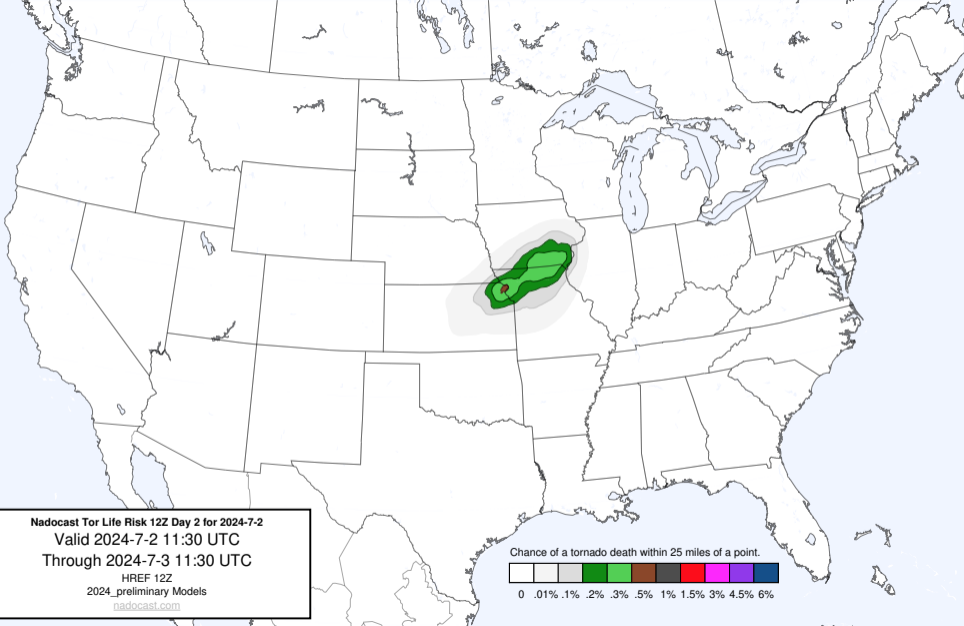 Nadocast Tor Life Risk 12Z Day 2 for 2024-7-2
Valid 2024-7-2 11:30 UTC
Through 2024-7-3 11:30 UTC
HREF 12Z
2024_preliminary Models
nadocast.com
Chance of a tornado death within 25 miles of a point.
0 .01% .1% .2% .3% .5% 1% 1.5% 3% 4.5% 6%